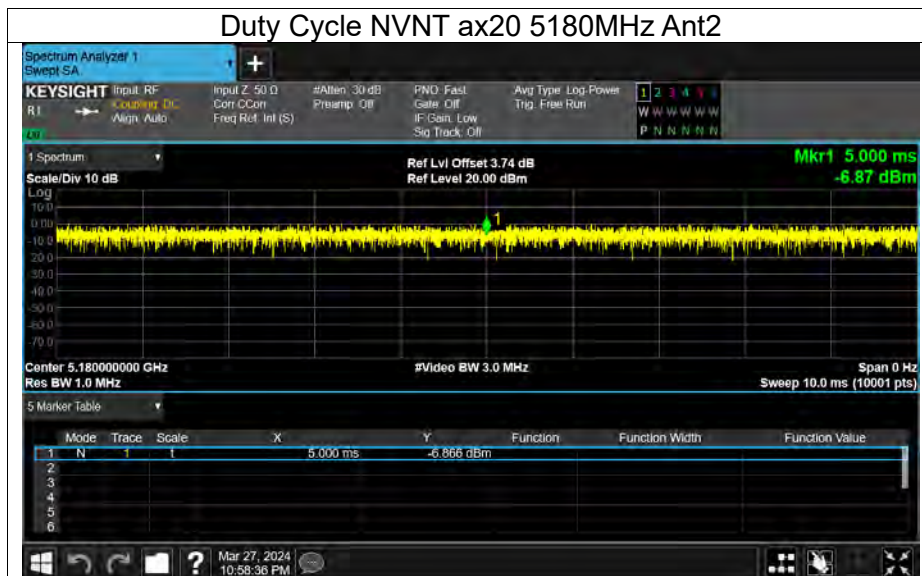 Duty Cycle NVNT ax20 5180MHz Ant2
Spectrum Analyzer 1
Swept SA
1
+
KEYSIGHT Input: RF Input Z: 50 Ω #Atten: 30 dB PNO: Fast Avg Type: Log-Power 1 2 3 4 5 6
R L Coupling: DC Corr CCorr Preamp: Off Gate: Off Trig: Free Run W W W W W W
Align: Auto Freq Ref: Int (S) IF Gain: Low
Sig Track: Off P N N N N N
1 Spectrum
Ref Lvl Offset 3.74 dB Mkr1 5.000 ms
Scale/Div 10 dB Ref Level 20.00 dBm -6.87 dBm
Log
10.0
0.00
1
-10.0
-20.0
-30.0
-40.0
-50.0
-60.0
-70.0
Center 5.180000000 GHz #Video BW 3.0 MHz Span 0 Hz
Res BW 1.0 MHz Sweep 10.0 ms (10001 pts)
5 Marker Table
Mode Trace Scale X Y Function Function Width Function Value
1 N 1 t 5.000 ms -6.866 dBm
2
3
4
5
6
? Mar 27, 2024
10:58:36 PM